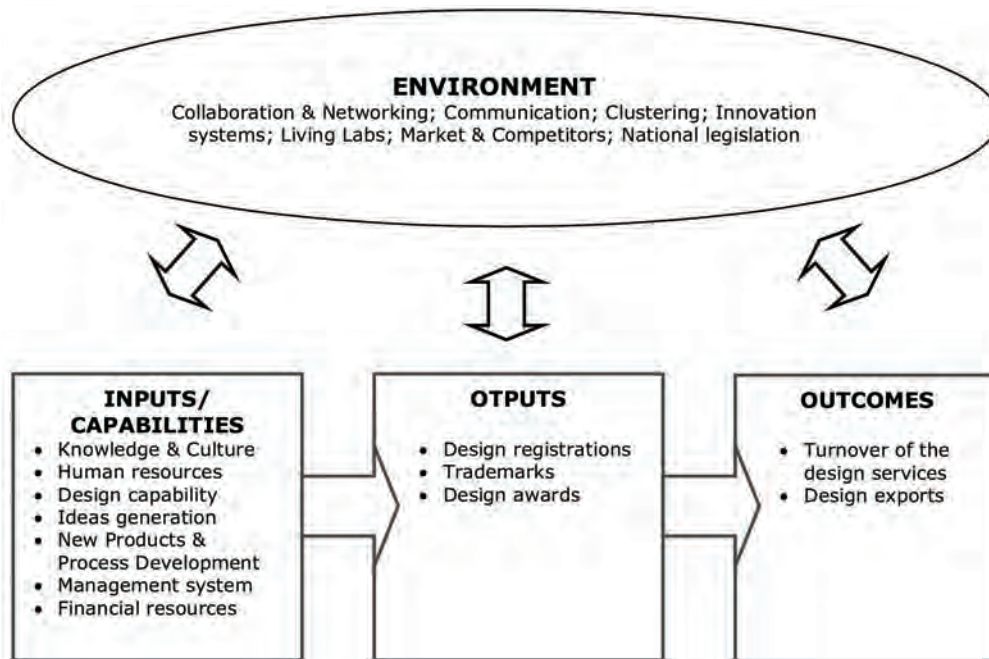 ENVIRONMENT
Collaboration & Networking; Communication; Clustering; Innovation
systems; Living Labs; Market & Competitors; National legislation
INPUTS/
CAPABILITIES
• Knowledge & Culture
• Human resources
• Design capability
• Ideas generation
• New Products &
Process Development
• Management system
• Financial resources
OTPUTS
• Design registrations
• Trademarks
• Design awards
OUTCOMES
• Turnover of the
design services
• Design exports